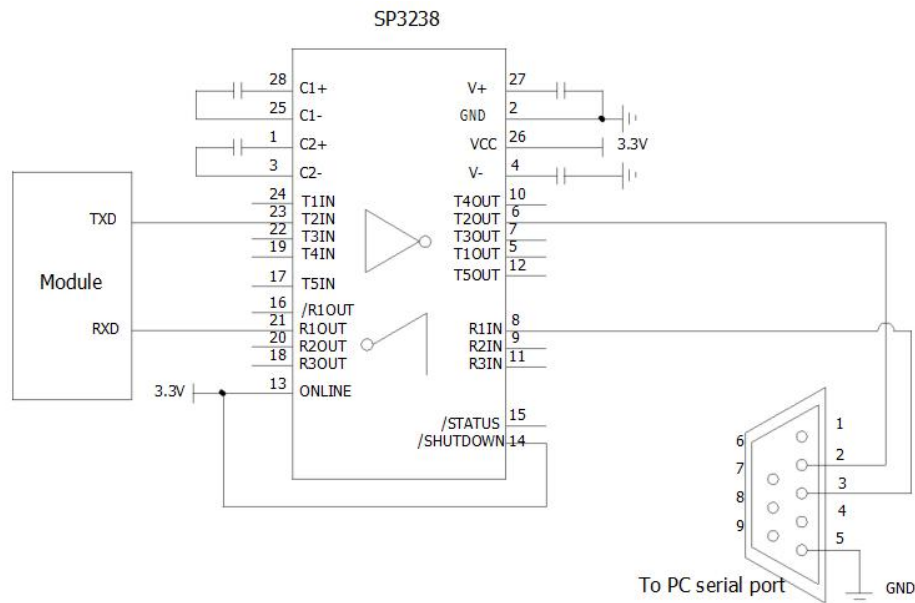 SP3238
28 C1+ V+ 27
25 C1- GND 2
1 C2+ VCC 26 3.3V
3 C2- V- 4
24 T1IN T4OUT 10
TXD 23 T2IN T2OUT 6
22 T3IN T3OUT 7
19 T4IN T1OUT 5
17 T5IN T5OUT 12
Module
16 /R1OUT
RXD 21 R1OUT R1IN 8
20 R2OUT R2IN 9
18 R3OUT R3IN 11
3.3V 13 ONLINE
/STATUS 15
/SHUTDOWN 14
1
6
2
7
3
8
4
9
5
To PC serial port GND